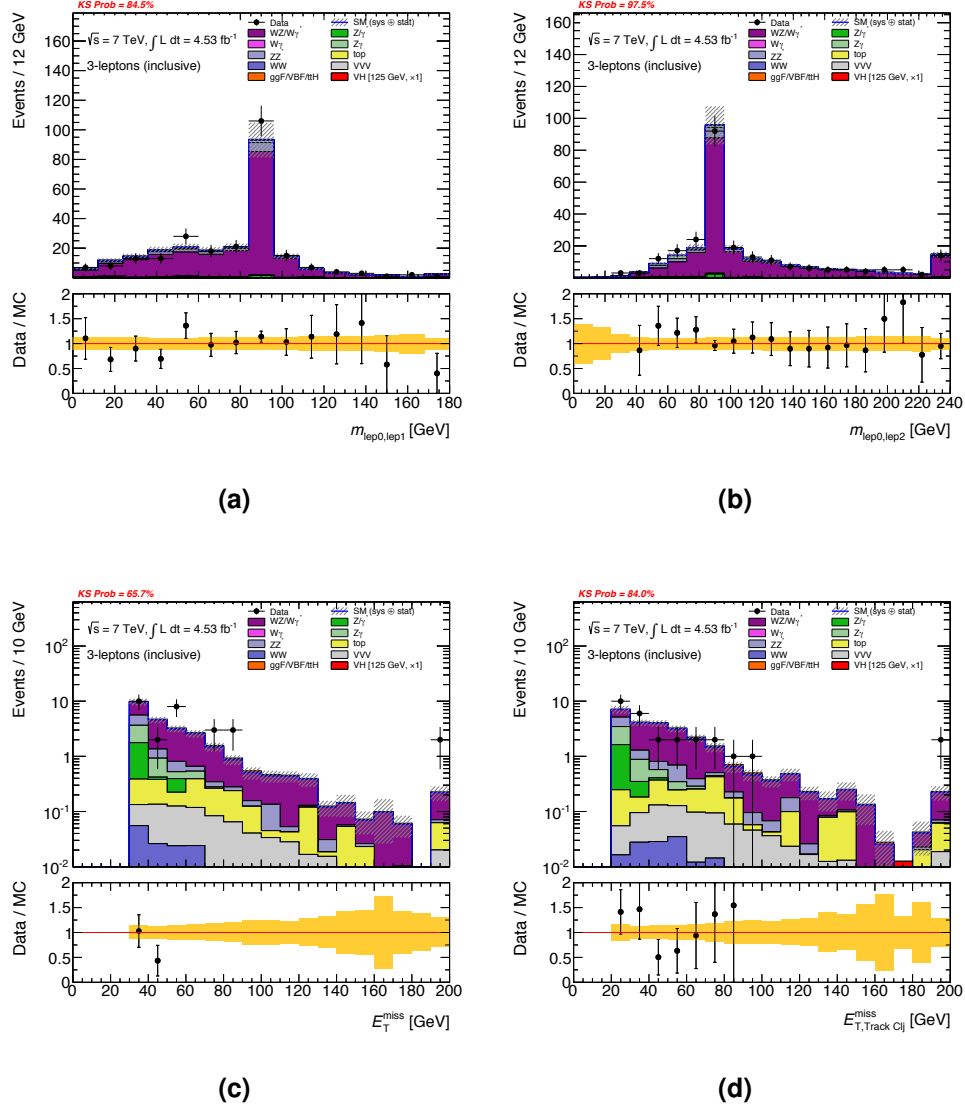 KS Prob = 84.5%
Events / 12 GeV
160
140
120
100
80
60
40
20
√s = 7 TeV, ∫ L dt = 4.53 fb⁻¹
3-leptons (inclusive)
Data
SM (sys ⊕ stat)
WZ/Wγ*
Z/γ*
Wγ
Zγ
ZZ
top
WW
VVV
ggF/VBF/ttH
VH [125 GeV, ×1]
Data / MC
2
1.5
1
0.5
0
0 20 40 60 80 100 120 140 160 180
m_lep0,lep1 [GeV]
(a)
KS Prob = 97.5%
Events / 12 GeV
160
140
120
100
80
60
40
20
√s = 7 TeV, ∫ L dt = 4.53 fb⁻¹
3-leptons (inclusive)
Data
SM (sys ⊕ stat)
WZ/Wγ*
Z/γ*
Wγ
Zγ
ZZ
top
WW
VVV
ggF/VBF/ttH
VH [125 GeV, ×1]
Data / MC
2
1.5
1
0.5
0
0 20 40 60 80 100 120 140 160 180 200 220 240
m_lep0,lep2 [GeV]
(b)
KS Prob = 65.7%
Events / 10 GeV
10²
10
1
10⁻¹
10⁻²
√s = 7 TeV, ∫ L dt = 4.53 fb⁻¹
3-leptons (inclusive)
Data
SM (sys ⊕ stat)
WZ/Wγ*
Z/γ*
Wγ
Zγ
ZZ
top
WW
VVV
ggF/VBF/ttH
VH [125 GeV, ×1]
Data / MC
2
1.5
1
0.5
0
0 20 40 60 80 100 120 140 160 180 200
E_T^miss [GeV]
(c)
KS Prob = 84.0%
Events / 10 GeV
10²
10
1
10⁻¹
10⁻²
√s = 7 TeV, ∫ L dt = 4.53 fb⁻¹
3-leptons (inclusive)
Data
SM (sys ⊕ stat)
WZ/Wγ*
Z/γ*
Wγ
Zγ
ZZ
top
WW
VVV
ggF/VBF/ttH
VH [125 GeV, ×1]
Data / MC
2
1.5
1
0.5
0
0 20 40 60 80 100 120 140 160 180 200
E_T,Track Clj^miss [GeV]
(d)